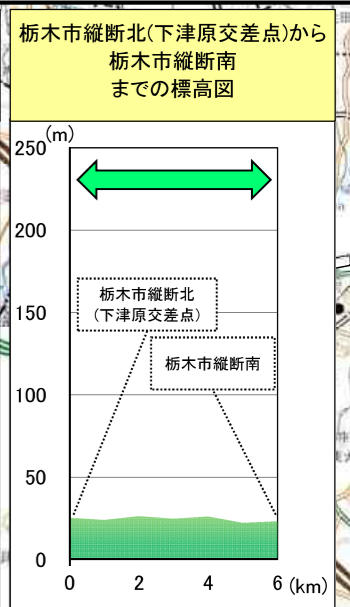 栃木市縦断北(下津原交差点)から
栃木市縦断南
までの標高図
(m)
250
200
150
100
50
0
栃木市縦断北
(下津原交差点)
栃木市縦断南
0 2 4 6 (km)